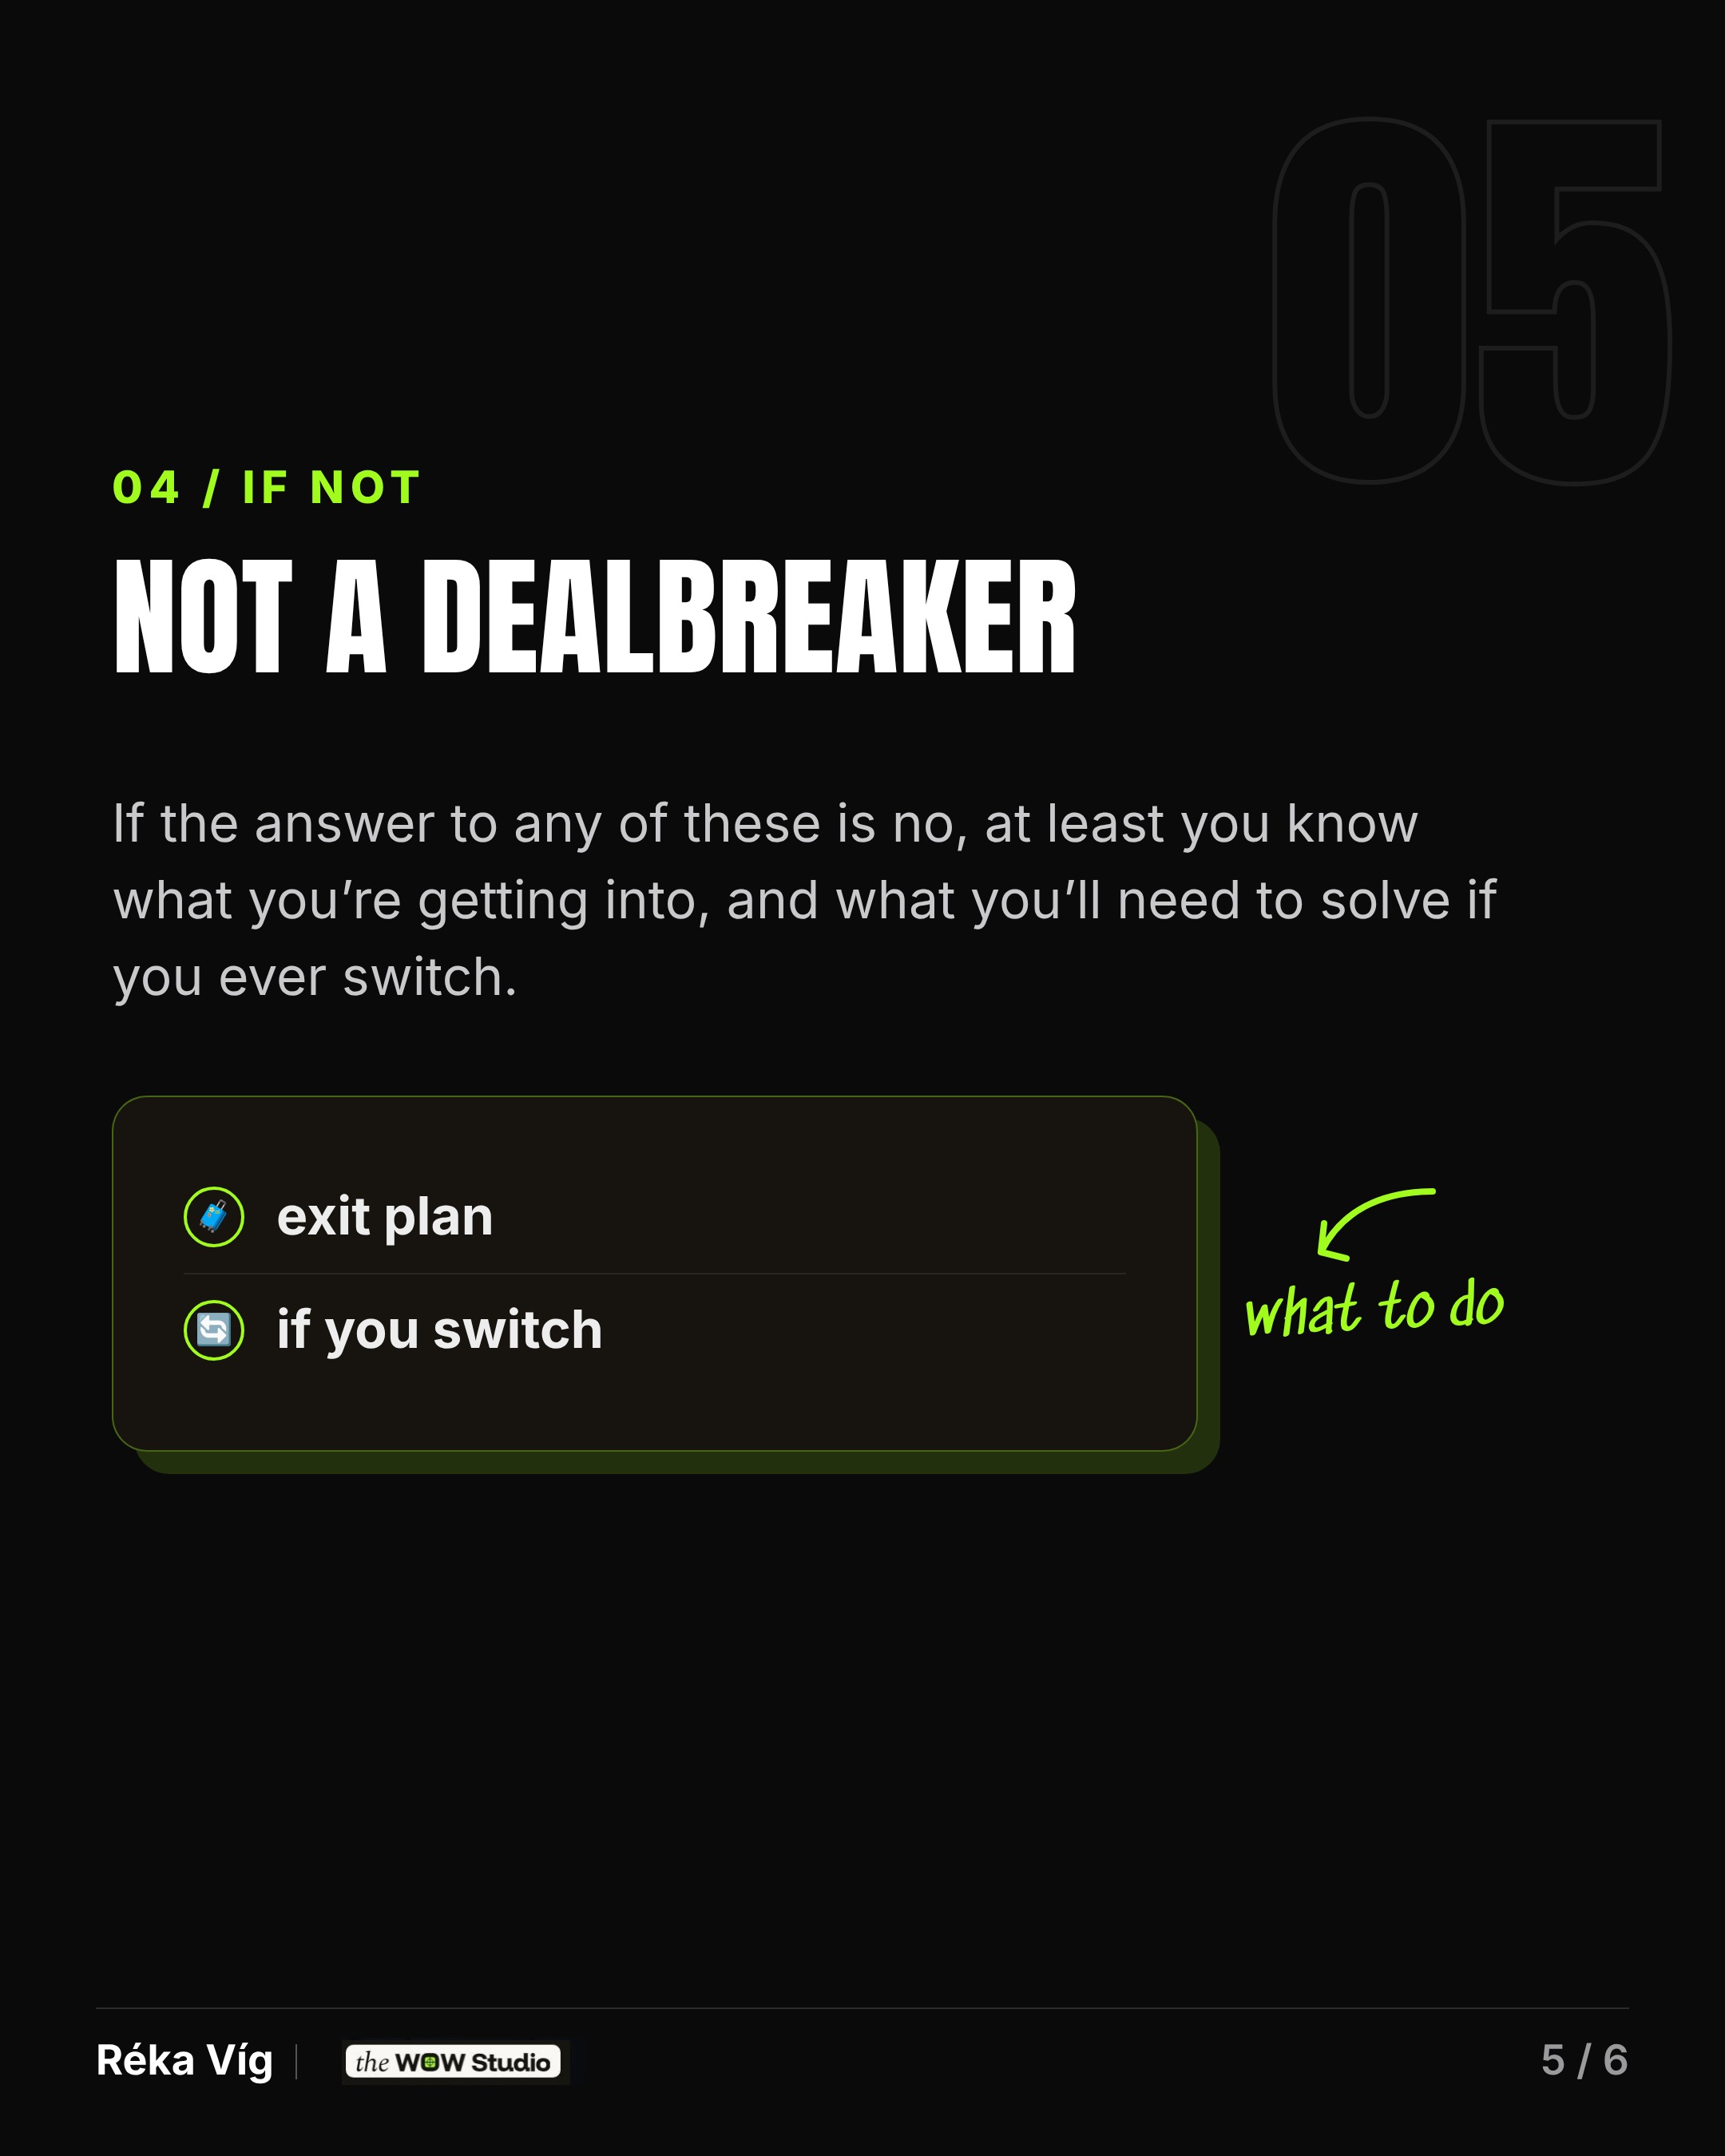 05
04 / IF NOT
NOT A DEALBREAKER
If the answer to any of these is no, at least you know
what you’re getting into, and what you’ll need to solve if
you ever switch.
exit plan
if you switch
what to do
Réka Víg
the WOW Studio
5 / 6